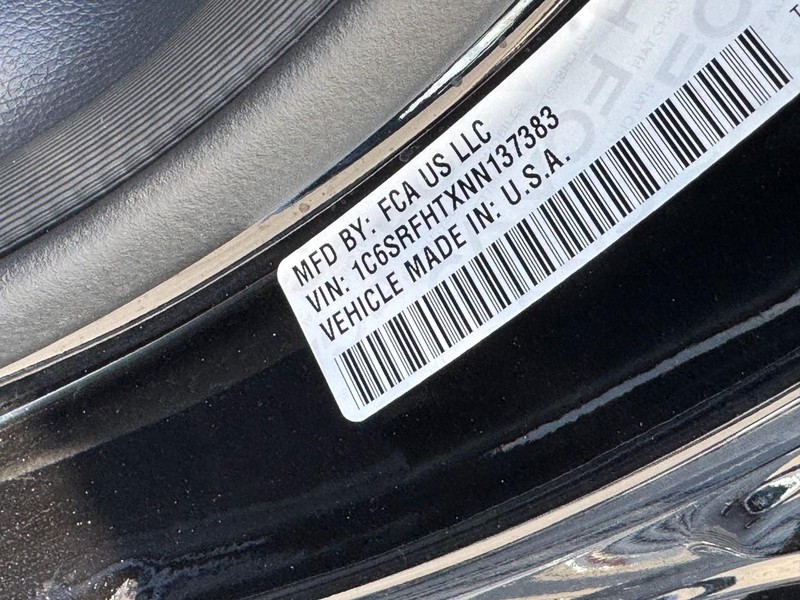 MFD BY: FCA US LLC
VIN: 1C6SRFHTXNN137383
VEHICLE MADE IN: U.S.A.